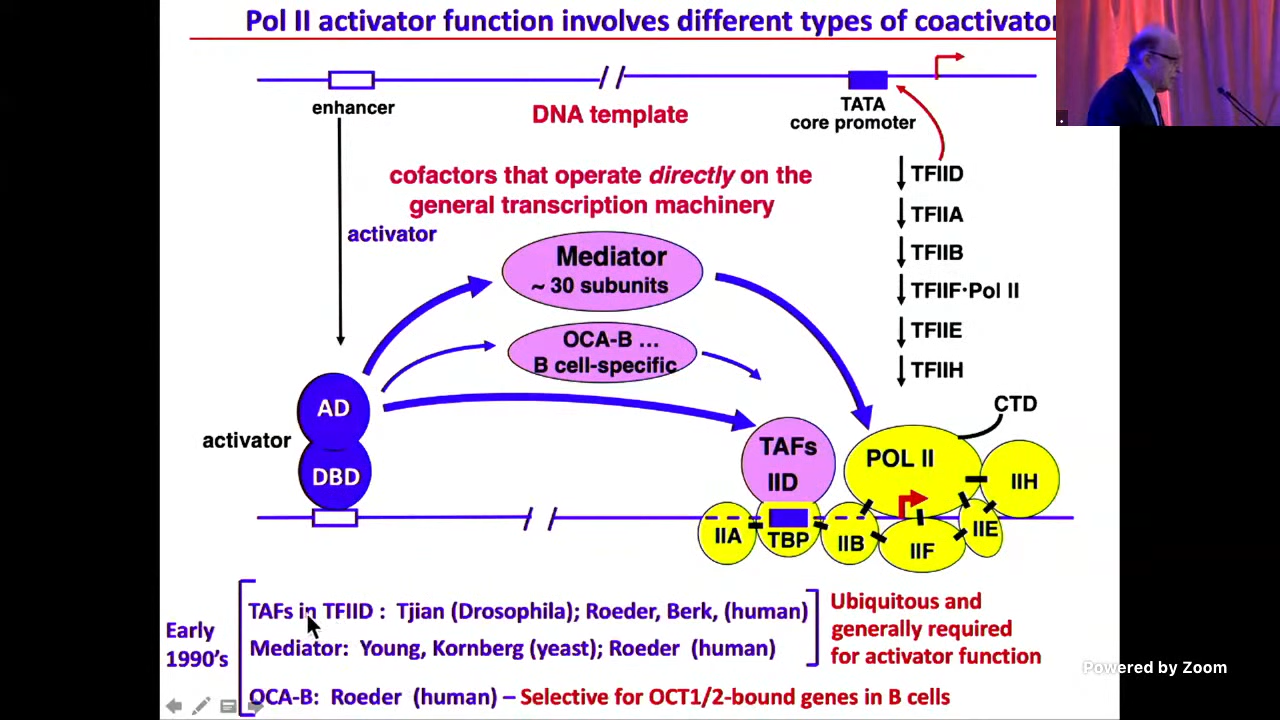 Pol II activator function involves different types of coactivator
enhancer
DNA template
TATA
core promoter
cofactors that operate directly on the
general transcription machinery
activator
TFIID
TFIIA
TFIIB
TFIIF·Pol II
TFIIE
TFIIH
Mediator
~ 30 subunits
OCA-B ...
B cell-specific
CTD
AD
activator
DBD
TAFs
IID
POL II
IIH
IIA
TBP
IIB
IIF
IIE
Early
1990's
TAFs in TFIID : Tjian (Drosophila); Roeder, Berk, (human)
Mediator: Young, Kornberg (yeast); Roeder (human)
OCA-B: Roeder (human) – Selective for OCT1/2-bound genes in B cells
Ubiquitous and
generally required
for activator function
Powered by Zoom